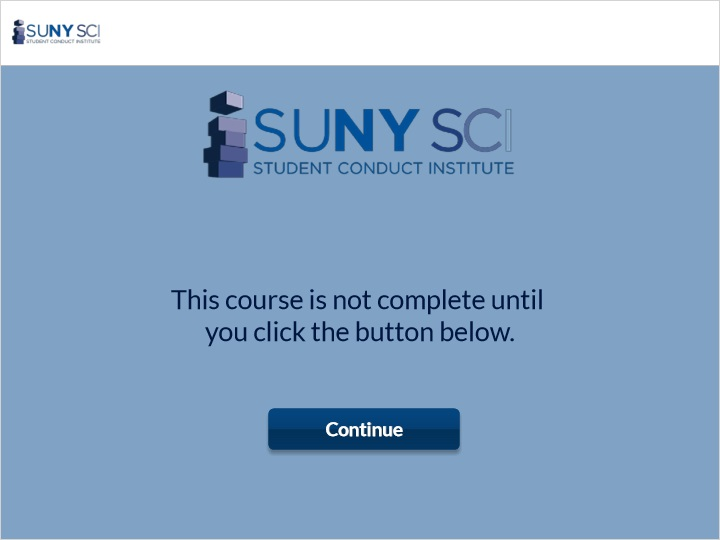 SUNY SCI
STUDENT CONDUCT INSTITUTE
SUNY SCI
STUDENT CONDUCT INSTITUTE
This course is not complete until
you click the button below.
Continue